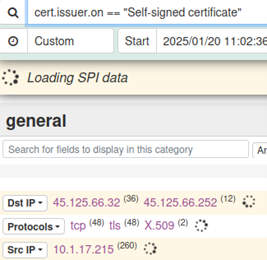 cert.issuer.on == "Self-signed certificate"
Custom Start 2025/01/20 11:02:36
Loading SPI data
general
Search for fields to display in this category
Dst IP 45.125.66.32 (36) 45.125.66.252 (12)
Protocols tcp (48) tls (48) X.509 (2)
Src IP 10.1.17.215 (260)